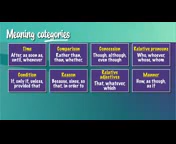 Meaning categories
Time
After, as soon as,
until, whenever
Comparison
Rather than,
than, whether,
Concession
Though, although,
even though
Relative pronouns
Who, whoever,
whose, whom
Condition
If, only if, unless,
provided that
Reason
Because, since, so
that, in order to
Relative
adjectives
That, whatever,
which
Manner
How, as though,
as if